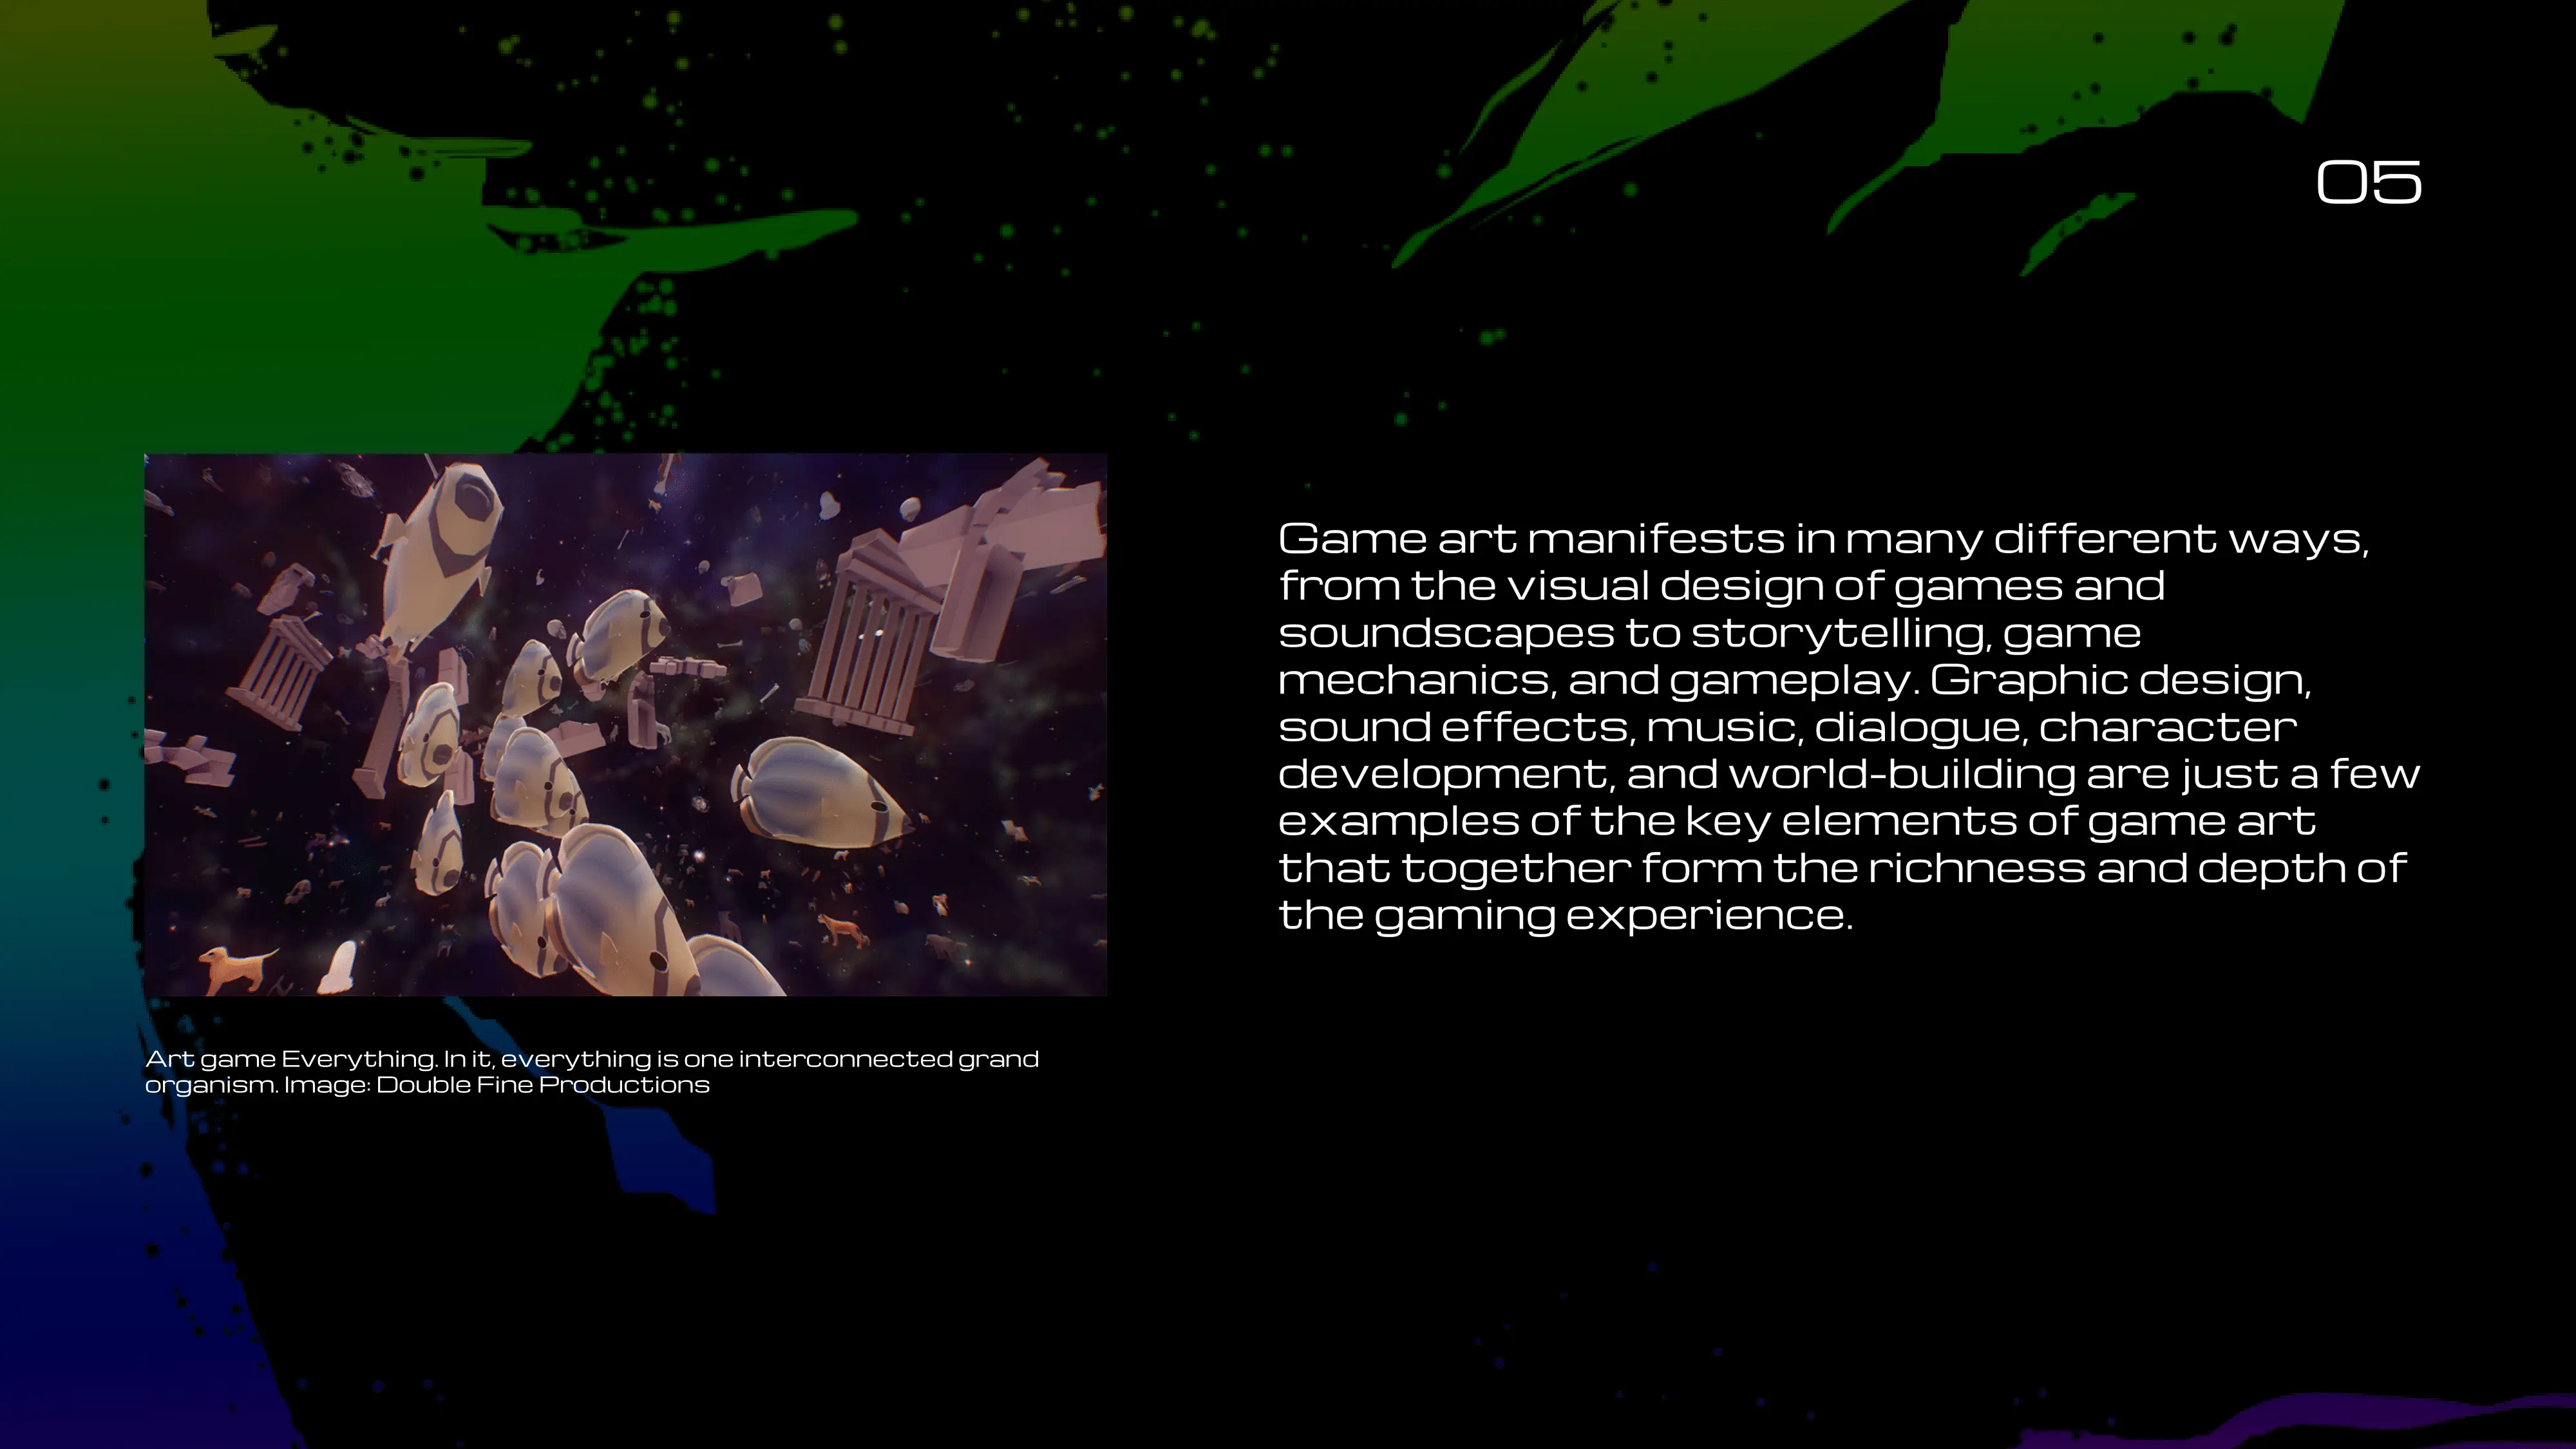 05
Game art manifests in many different ways,
from the visual design of games and
soundscapes to storytelling, game
mechanics, and gameplay. Graphic design,
sound effects, music, dialogue, character
development, and world-building are just a few
examples of the key elements of game art
that together form the richness and depth of
the gaming experience.
Art game Everything. In it, everything is one interconnected grand
organism. Image: Double Fine Productions